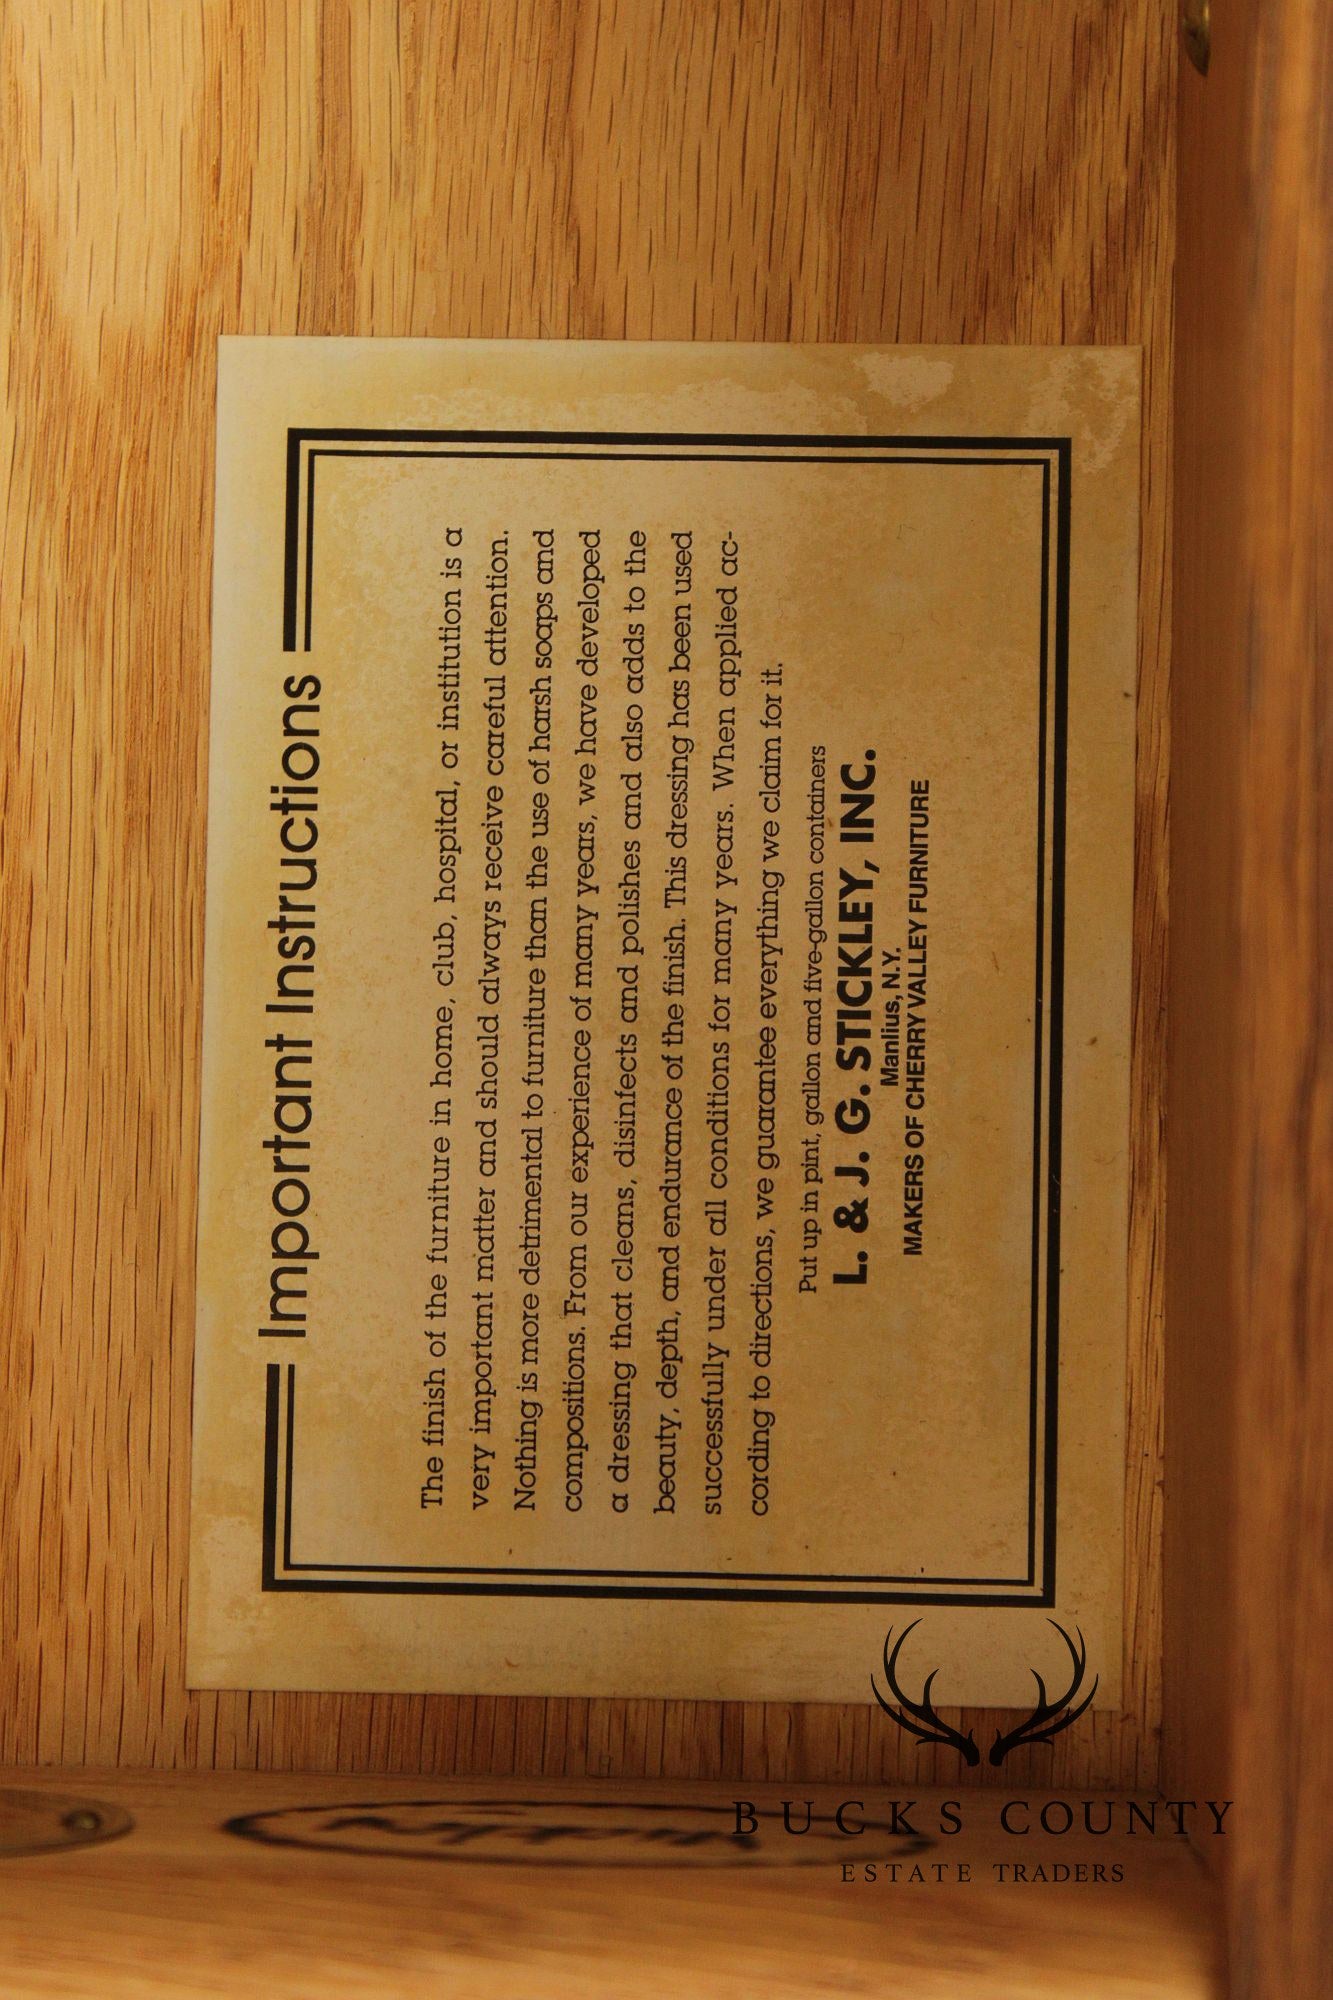 Important Instructions
The finish of the furniture in home, club, hospital, or institution is a
very important matter and should always receive careful attention.
Nothing is more detrimental to furniture than the use of harsh soaps and
compositions. From our experience of many years, we have developed
a dressing that cleans, disinfects and polishes and also adds to the
beauty, depth, and endurance of the finish. This dressing has been used
successfully under all conditions for many years. When applied ac-
cording to directions, we guarantee everything we claim for it.
Put up in pint, gallon and five-gallon containers
L. & J. G. STICKLEY, INC.
Manlius, N.Y.
MAKERS OF CHERRY VALLEY FURNITURE
BUCKS COUNTY
ESTATE TRADERS